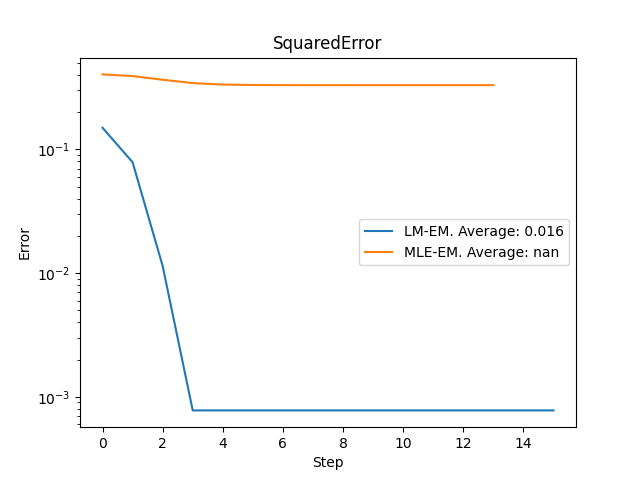 SquaredError
Error
10⁻¹
10⁻²
10⁻³
LM-EM. Average: 0.016
MLE-EM. Average: nan
0 2 4 6 8 10 12 14
Step